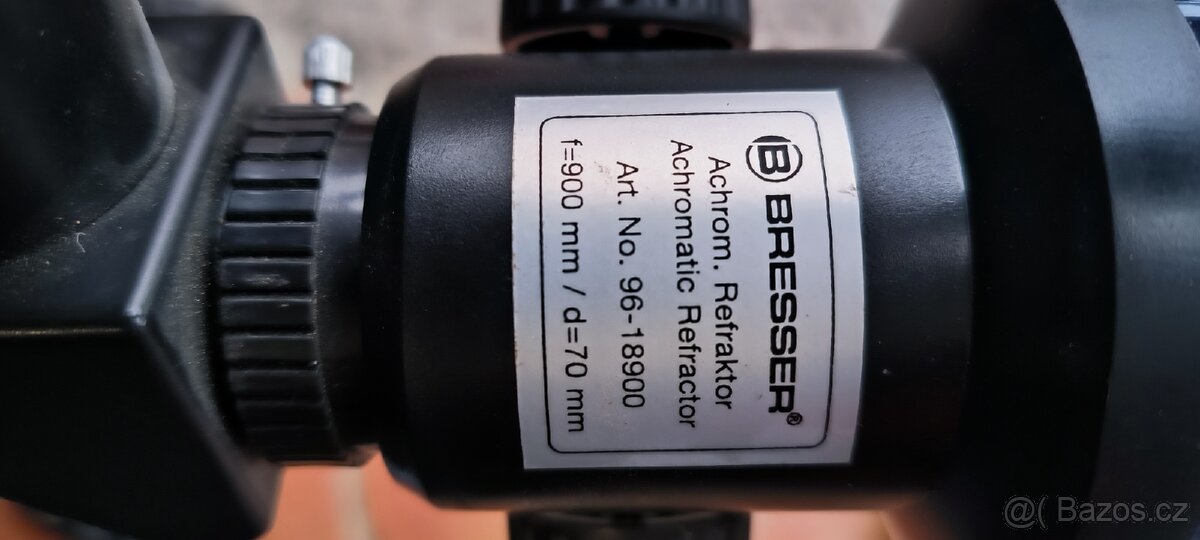 B BRESSER®
Achrom. Refraktor
Achromatic Refractor
Art. No. 96-18900
f=900 mm / d=70 mm
@( Bazos.cz